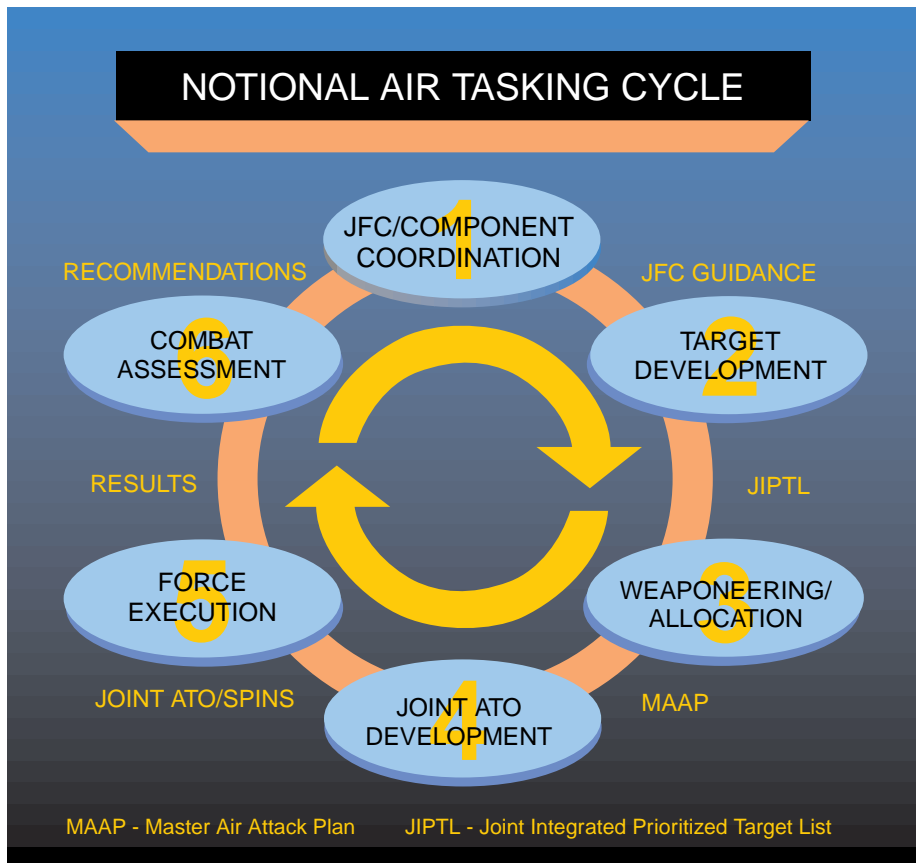 NOTIONAL AIR TASKING CYCLE
1
JFC/COMPONENT
COORDINATION
JFC GUIDANCE
2
TARGET
DEVELOPMENT
JIPTL
3
WEAPONEERING/
ALLOCATION
MAAP
4
JOINT ATO
DEVELOPMENT
JOINT ATO/SPINS
5
FORCE
EXECUTION
RESULTS
6
COMBAT
ASSESSMENT
RECOMMENDATIONS
MAAP - Master Air Attack Plan
JIPTL - Joint Integrated Prioritized Target List